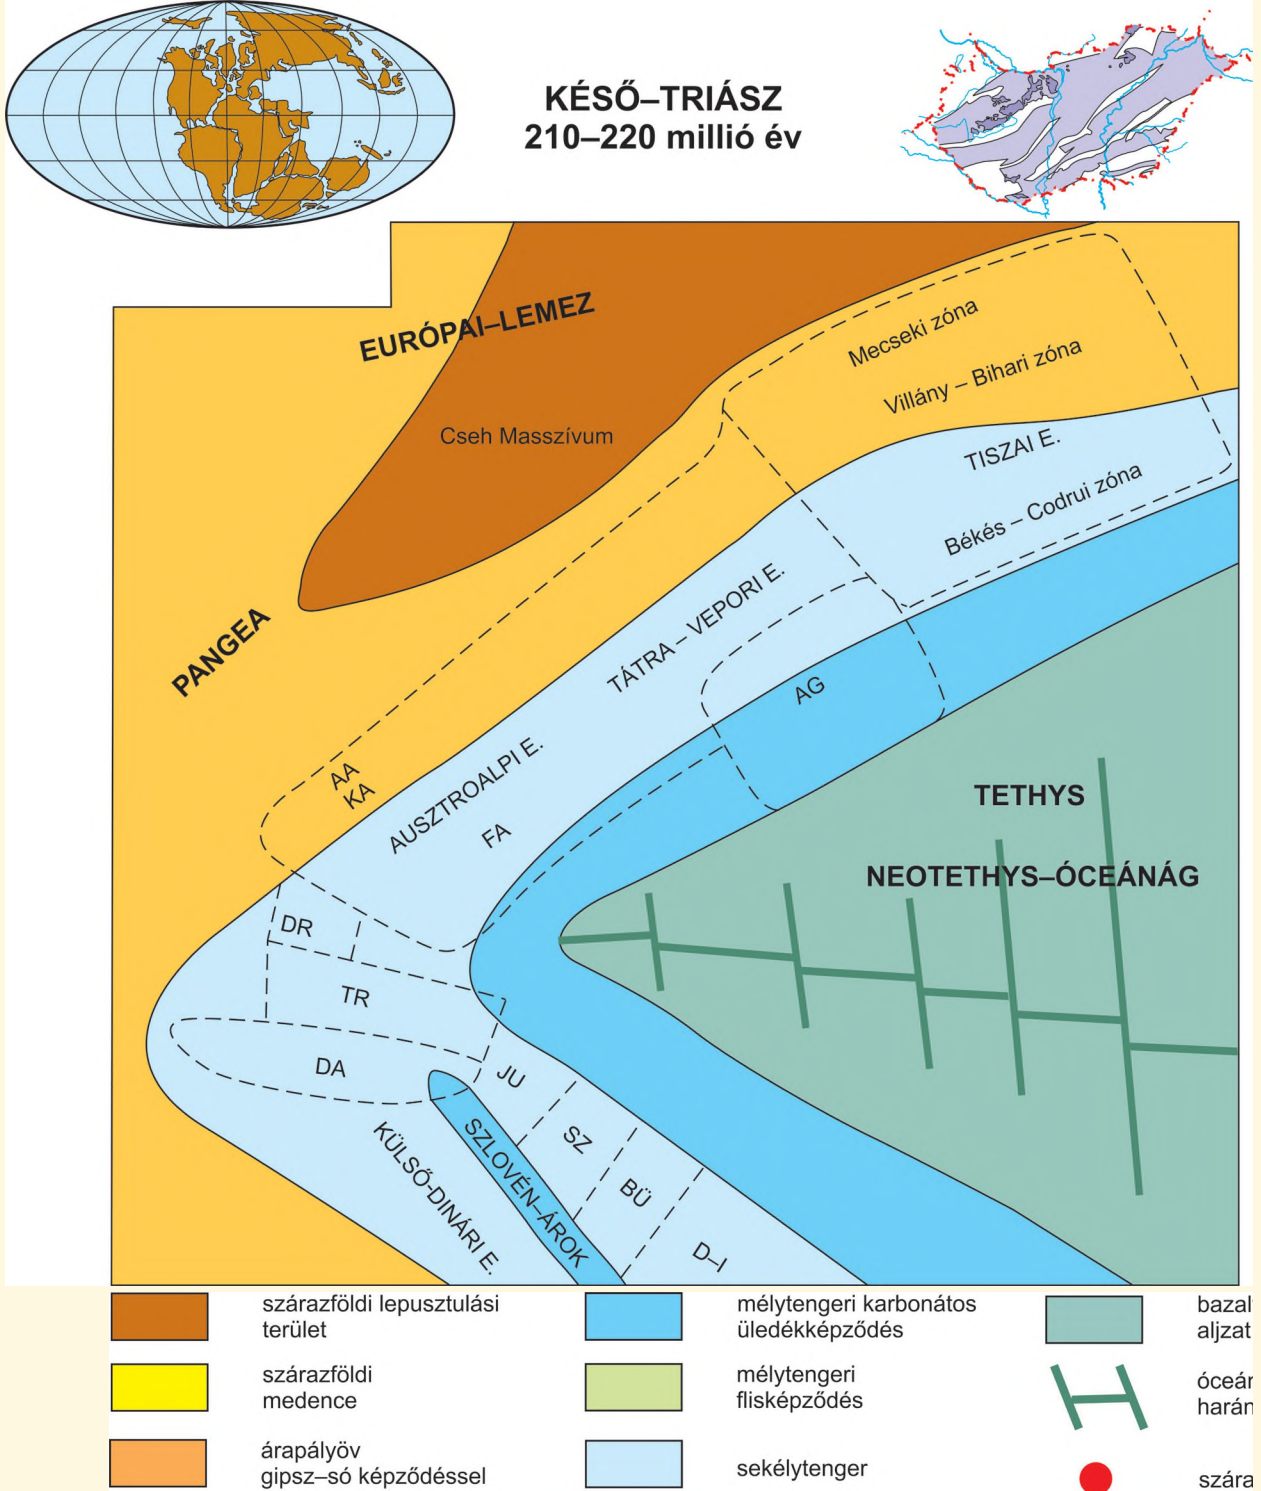 KÉSŐ–TRIÁSZ
210–220 millió év
EURÓPAI–LEMEZ
Mecseki zóna
Villány – Bihari zóna
Cseh Masszívum
TISZAI E.
Békés – Codrui zóna
PANGEA
TÁTRA – VEPORI E.
AG
AA
KA
AUSZTROALPI E.
FA
TETHYS
NEOTETHYS–ÓCEÁNÁG
DR
TR
DA
JU
SZ
BÜ
D–I
KÜLSŐ-DINÁRI E.
SZLOVÉN–ÁROK
szárazföldi lepusztulási
terület
szárazföldi
medence
árapályöv
gipsz–só képződéssel
mélytengeri karbonátos
üledékképződés
mélytengeri
flisképződés
sekélytenger
aljzat